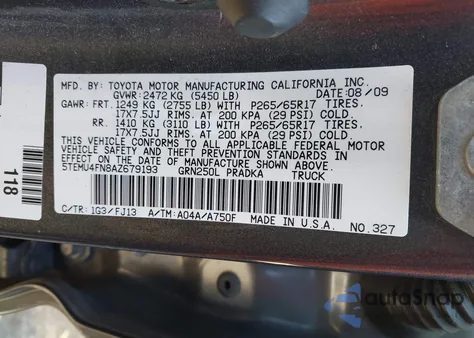 MFD. BY: TOYOTA MOTOR MANUFACTURING CALIFORNIA INC.
GVWR: 2472 KG (5450 LB) DATE: 08/09
GAWR: FRT. 1249 KG (2755 LB) WITH P265/65R17 TIRES.
17X7.5JJ RIMS. AT 200 KPA (29 PSI) COLD.
RR. 1410 KG (3110 LB) WITH P265/65R17 TIRES.
17X7.5JJ RIMS. AT 200 KPA (29 PSI) COLD.
THIS VEHICLE CONFORMS TO ALL APPLICABLE FEDERAL MOTOR
VEHICLE SAFETY AND THEFT PREVENTION STANDARDS IN
EFFECT ON THE DATE OF MANUFACTURE SHOWN ABOVE.
5TEMU4FN8AZ679193 GRN250L PRADKA TRUCK
C/TR: 1G3/FJ13 A/TM: A04A/A750F MADE IN U.S.A. NO.327
118
autoSnap